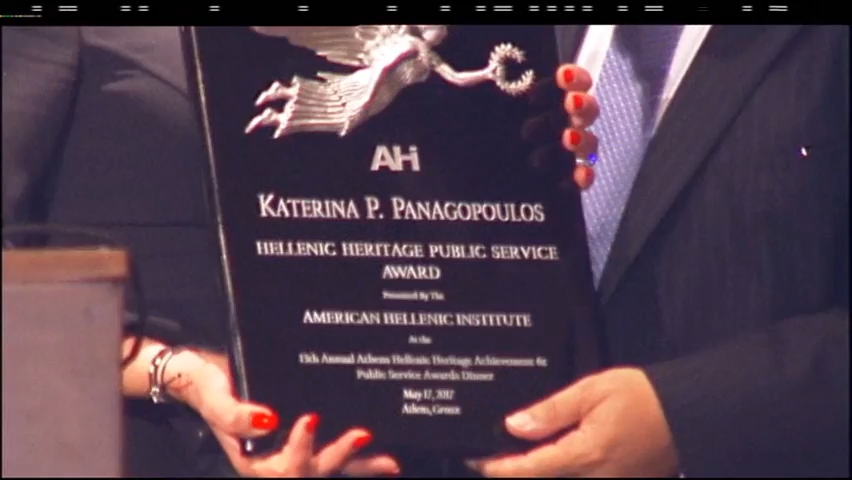 AHi
KATERINA P. PANAGOPOULOS
HELLENIC HERITAGE PUBLIC SERVICE
AWARD
Presented By The
AMERICAN HELLENIC INSTITUTE
At the
15th Annual Athens Hellenic Heritage Achievement &
Public Service Awards Dinner
May 17, 2017
Athens, Greece